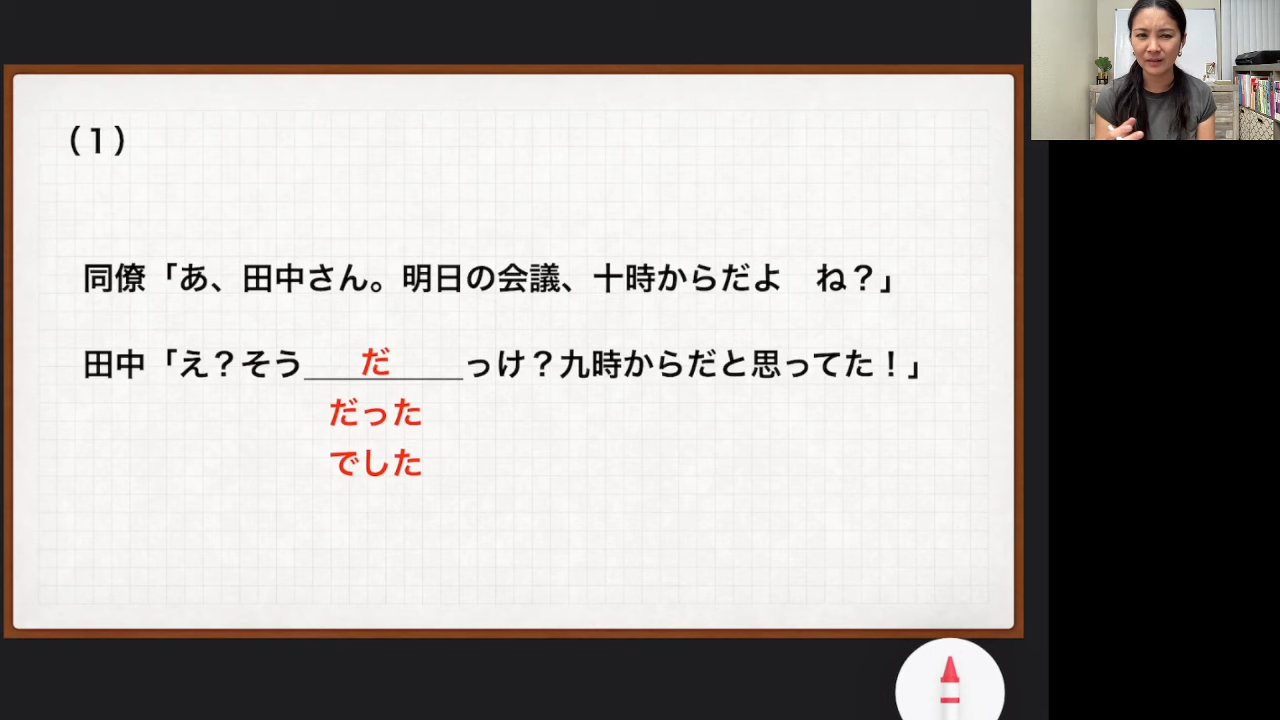 （１）
同僚「あ、田中さん。明日の会議、十時からだよ　ね？」
田中「え？そう＿だ＿っけ？九時からだと思ってた！」
だった
でした